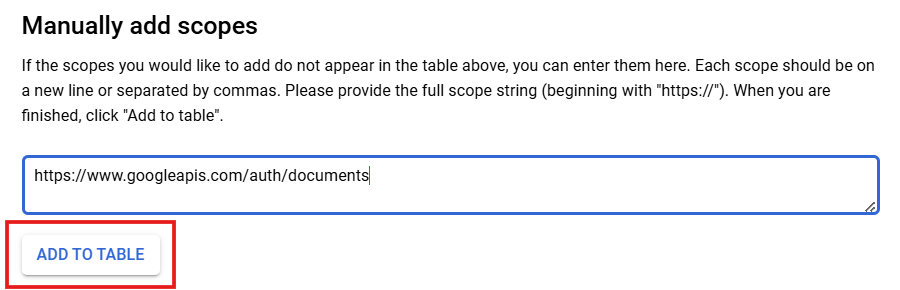 Manually add scopes
If the scopes you would like to add do not appear in the table above, you can enter them here. Each scope should be on
a new line or separated by commas. Please provide the full scope string (beginning with "https://"). When you are
finished, click "Add to table".
https://www.googleapis.com/auth/documents
ADD TO TABLE